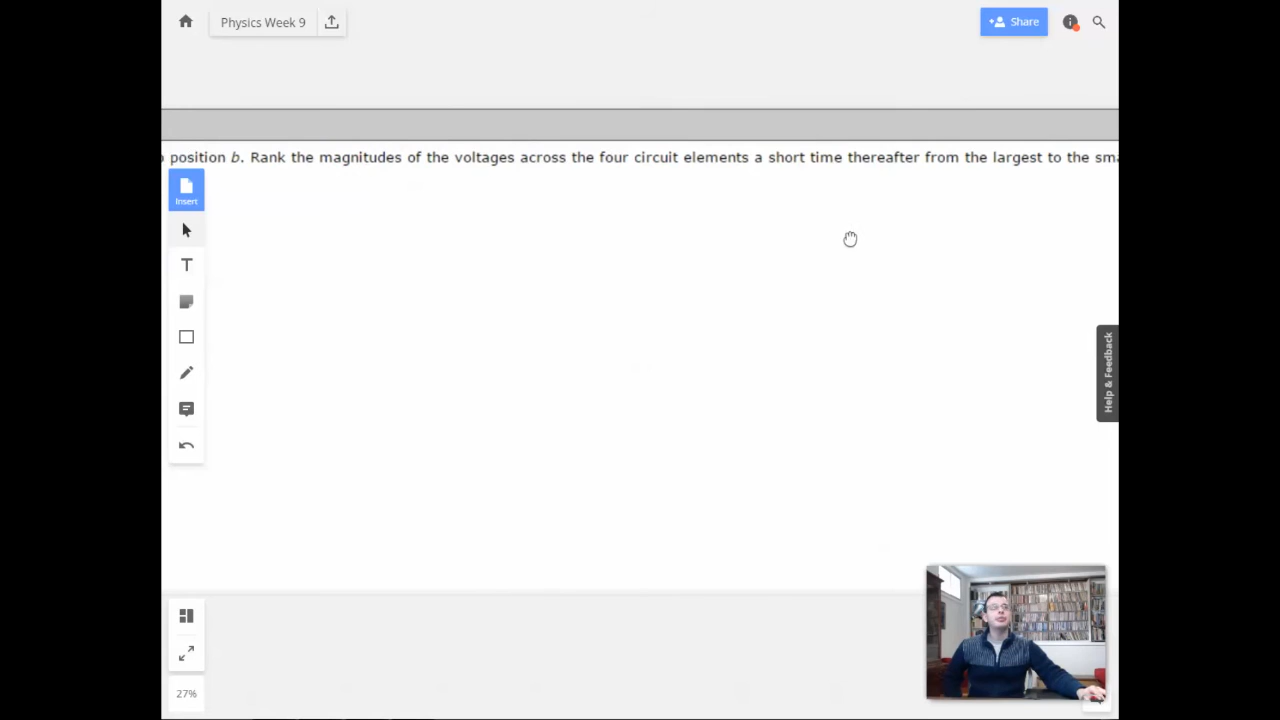 Physics Week 9
Share
position b. Rank the magnitudes of the voltages across the four circuit elements a short time thereafter from the largest to the
Insert
T
Help & Feedback
27%